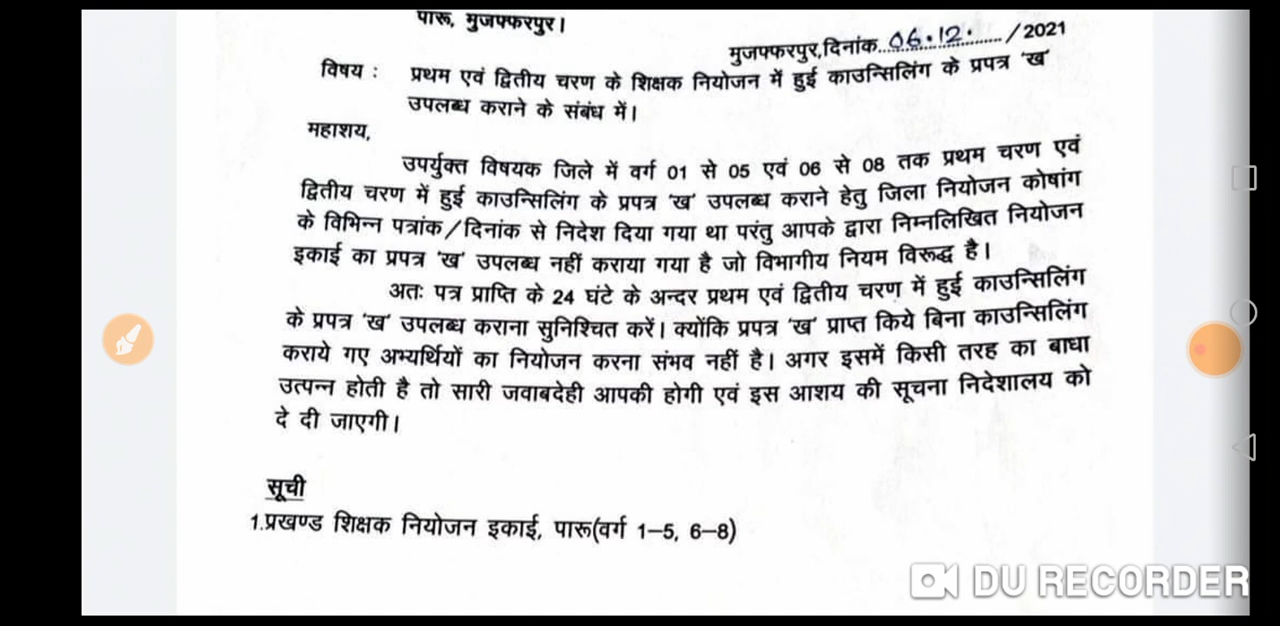 पारू, मुजफ्फरपुर।
मुजफ्फरपुर,दिनांक...06.12....../2021
विषय : प्रथम एवं द्वितीय चरण के शिक्षक नियोजन में हुई काउन्सिलिंग के प्रपत्र 'ख'
उपलब्ध कराने के संबंध में।
महाशय,
उपर्युक्त विषयक जिले में वर्ग 01 से 05 एवं 06 से 08 तक प्रथम चरण एवं
द्वितीय चरण में हुई काउन्सिलिंग के प्रपत्र 'ख' उपलब्ध कराने हेतु जिला नियोजन कोषांग
के विभिन्न पत्रांक/दिनांक से निदेश दिया गया था परंतु आपके द्वारा निम्नलिखित नियोजन
इकाई का प्रपत्र 'ख' उपलब्ध नहीं कराया गया है जो विभागीय नियम विरूद्ध है।
अतः पत्र प्राप्ति के 24 घंटे के अन्दर प्रथम एवं द्वितीय चरण में हुई काउन्सिलिंग
के प्रपत्र 'ख' उपलब्ध कराना सुनिश्चित करें। क्योंकि प्रपत्र 'ख' प्राप्त किये बिना काउन्सिलिंग
कराये गए अभ्यर्थियों का नियोजन करना संभव नहीं है। अगर इसमें किसी तरह का बाधा
उत्पन्न होती है तो सारी जवाबदेही आपकी होगी एवं इस आशय की सूचना निदेशालय को
दे दी जाएगी।
सूची
1.प्रखण्ड शिक्षक नियोजन इकाई, पारू(वर्ग 1–5, 6–8)
DU RECORDER